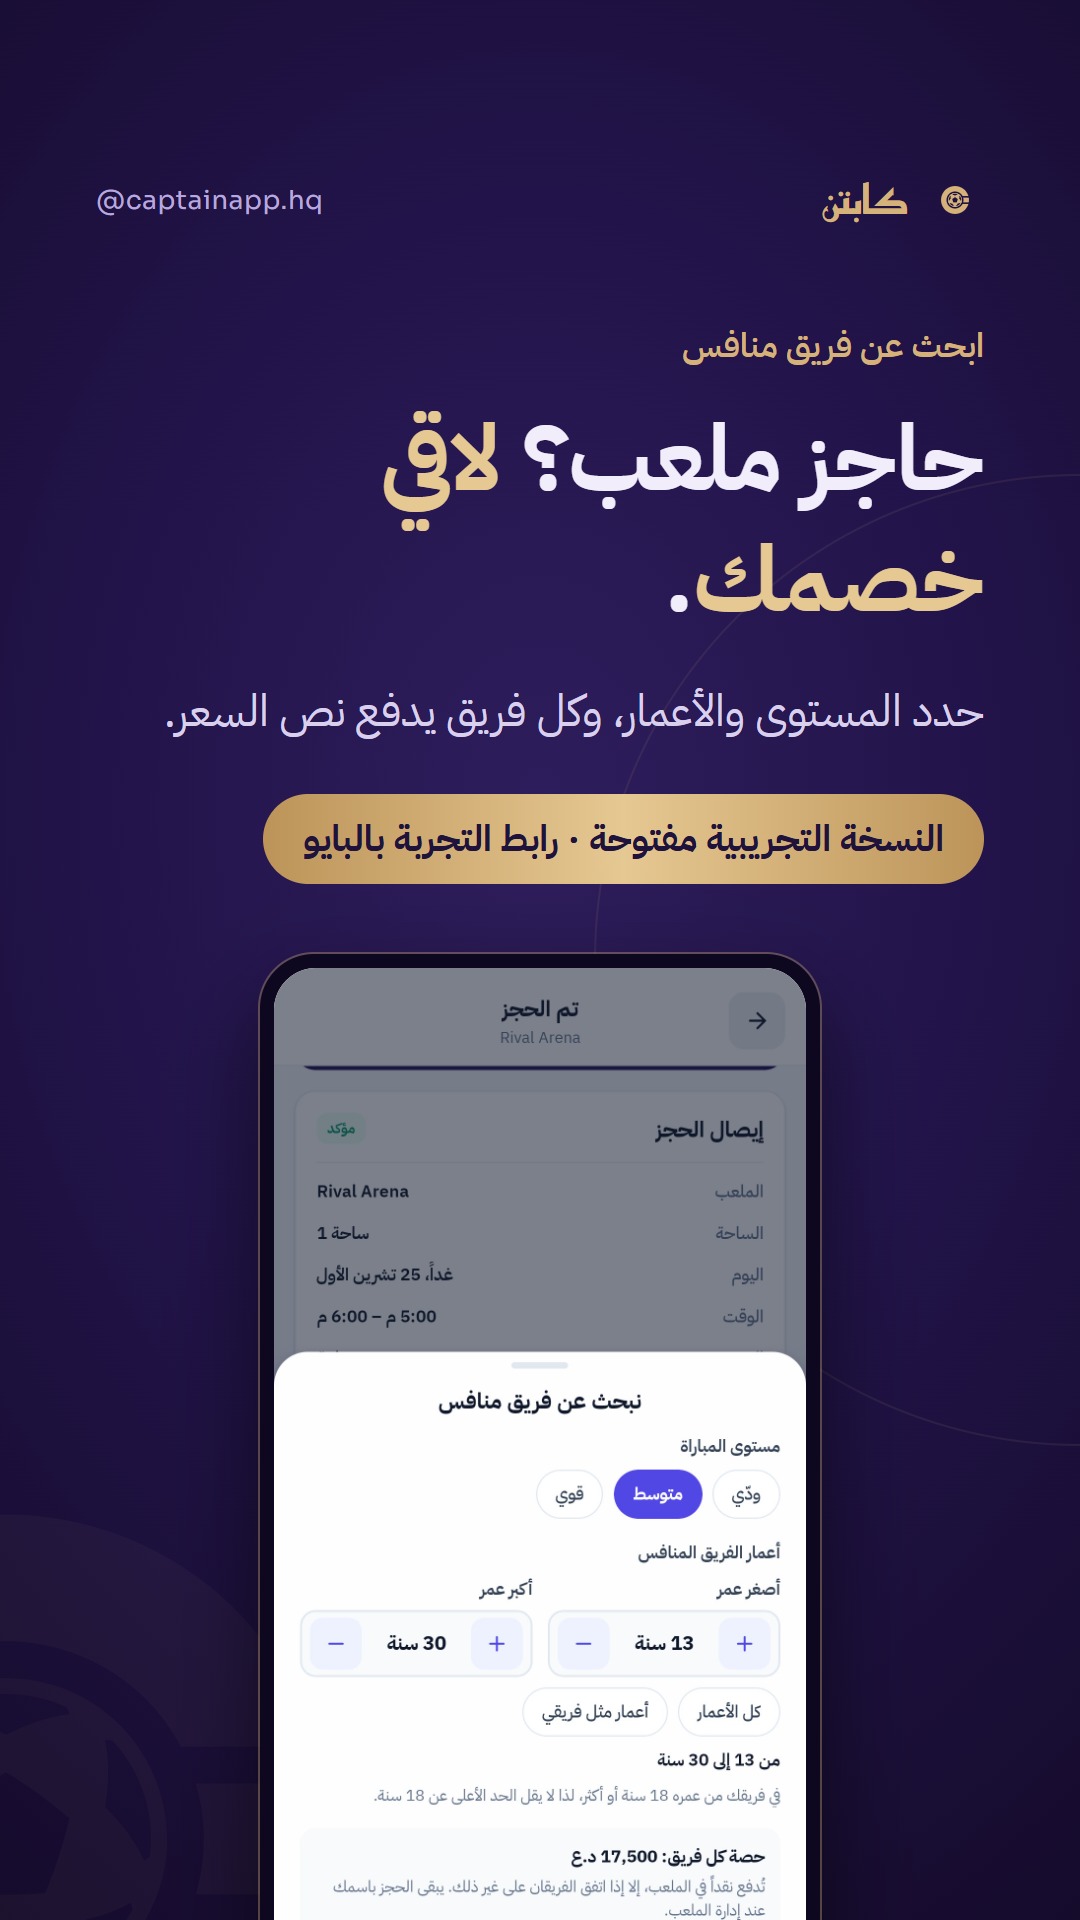 كابتن
@captainapp.hq
ابحث عن فريق منافس
حاجز ملعب؟ لاقي
خصمك.
حدد المستوى والأعمار، وكل فريق يدفع نص السعر.
النسخة التجريبية مفتوحة · رابط التجربة بالبايو
تم الحجز
Rival Arena
إيصال الحجز
مؤكد
الملعب Rival Arena
الساحة ساحة 1
اليوم غداً، 25 تشرين الأول
الوقت 5:00 م – 6:00 م
نبحث عن فريق منافس
مستوى المباراة
ودّي متوسط قوي
أعمار الفريق المنافس
أصغر عمر أكبر عمر
+ 13 سنة − + 30 سنة −
كل الأعمار أعمار مثل فريقي
من 13 إلى 30 سنة
في فريقك من عمره 18 سنة أو أكثر، لذا لا يقل الحد الأعلى عن 18 سنة.
حصة كل فريق: 17,500 د.ع
تُدفع نقداً في الملعب، إلا إذا اتفق الفريقان على غير ذلك. يبقى الحجز باسمك
عند إدارة الملعب.